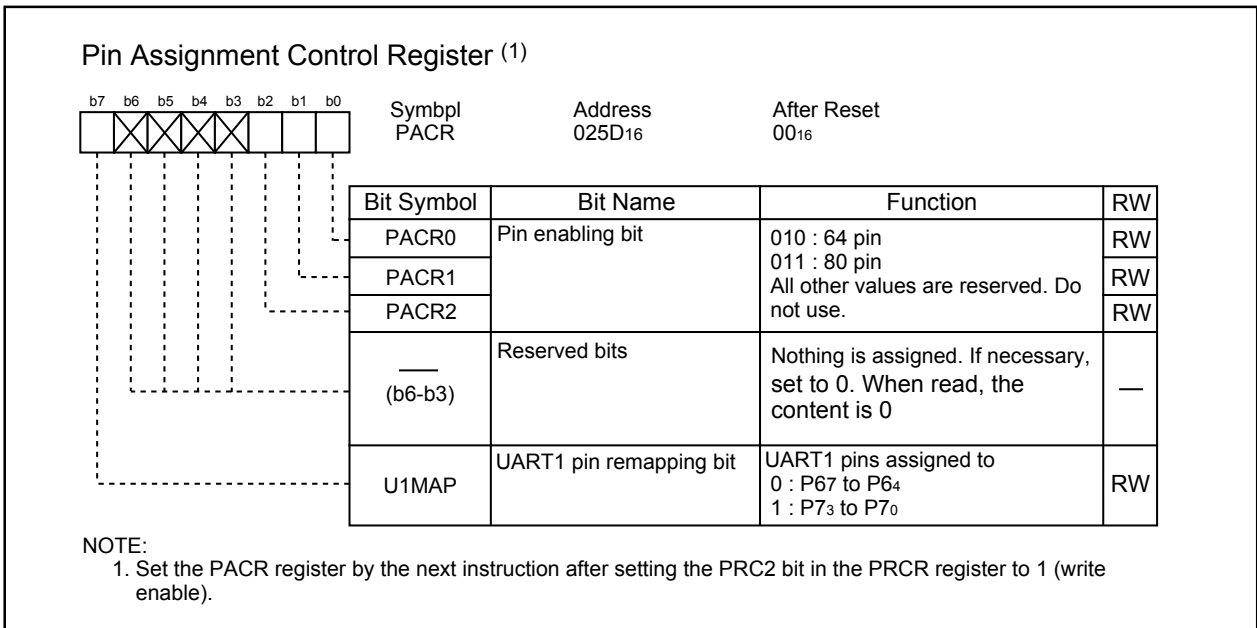 Pin Assignment Control Register (1)
b7 b6 b5 b4 b3 b2 b1 b0
Symbpl Address After Reset
PACR 025D16 0016
Bit Symbol Bit Name Function RW
PACR0 Pin enabling bit 010 : 64 pin RW
011 : 80 pin
PACR1 All other values are reserved. Do RW
PACR2 not use. RW
Reserved bits Nothing is assigned. If necessary,
(b6-b3) set to 0. When read, the —
content is 0
UART1 pin remapping bit UART1 pins assigned to
U1MAP 0 : P67 to P64 RW
1 : P73 to P70
NOTE:
1. Set the PACR register by the next instruction after setting the PRC2 bit in the PRCR register to 1 (write
enable).